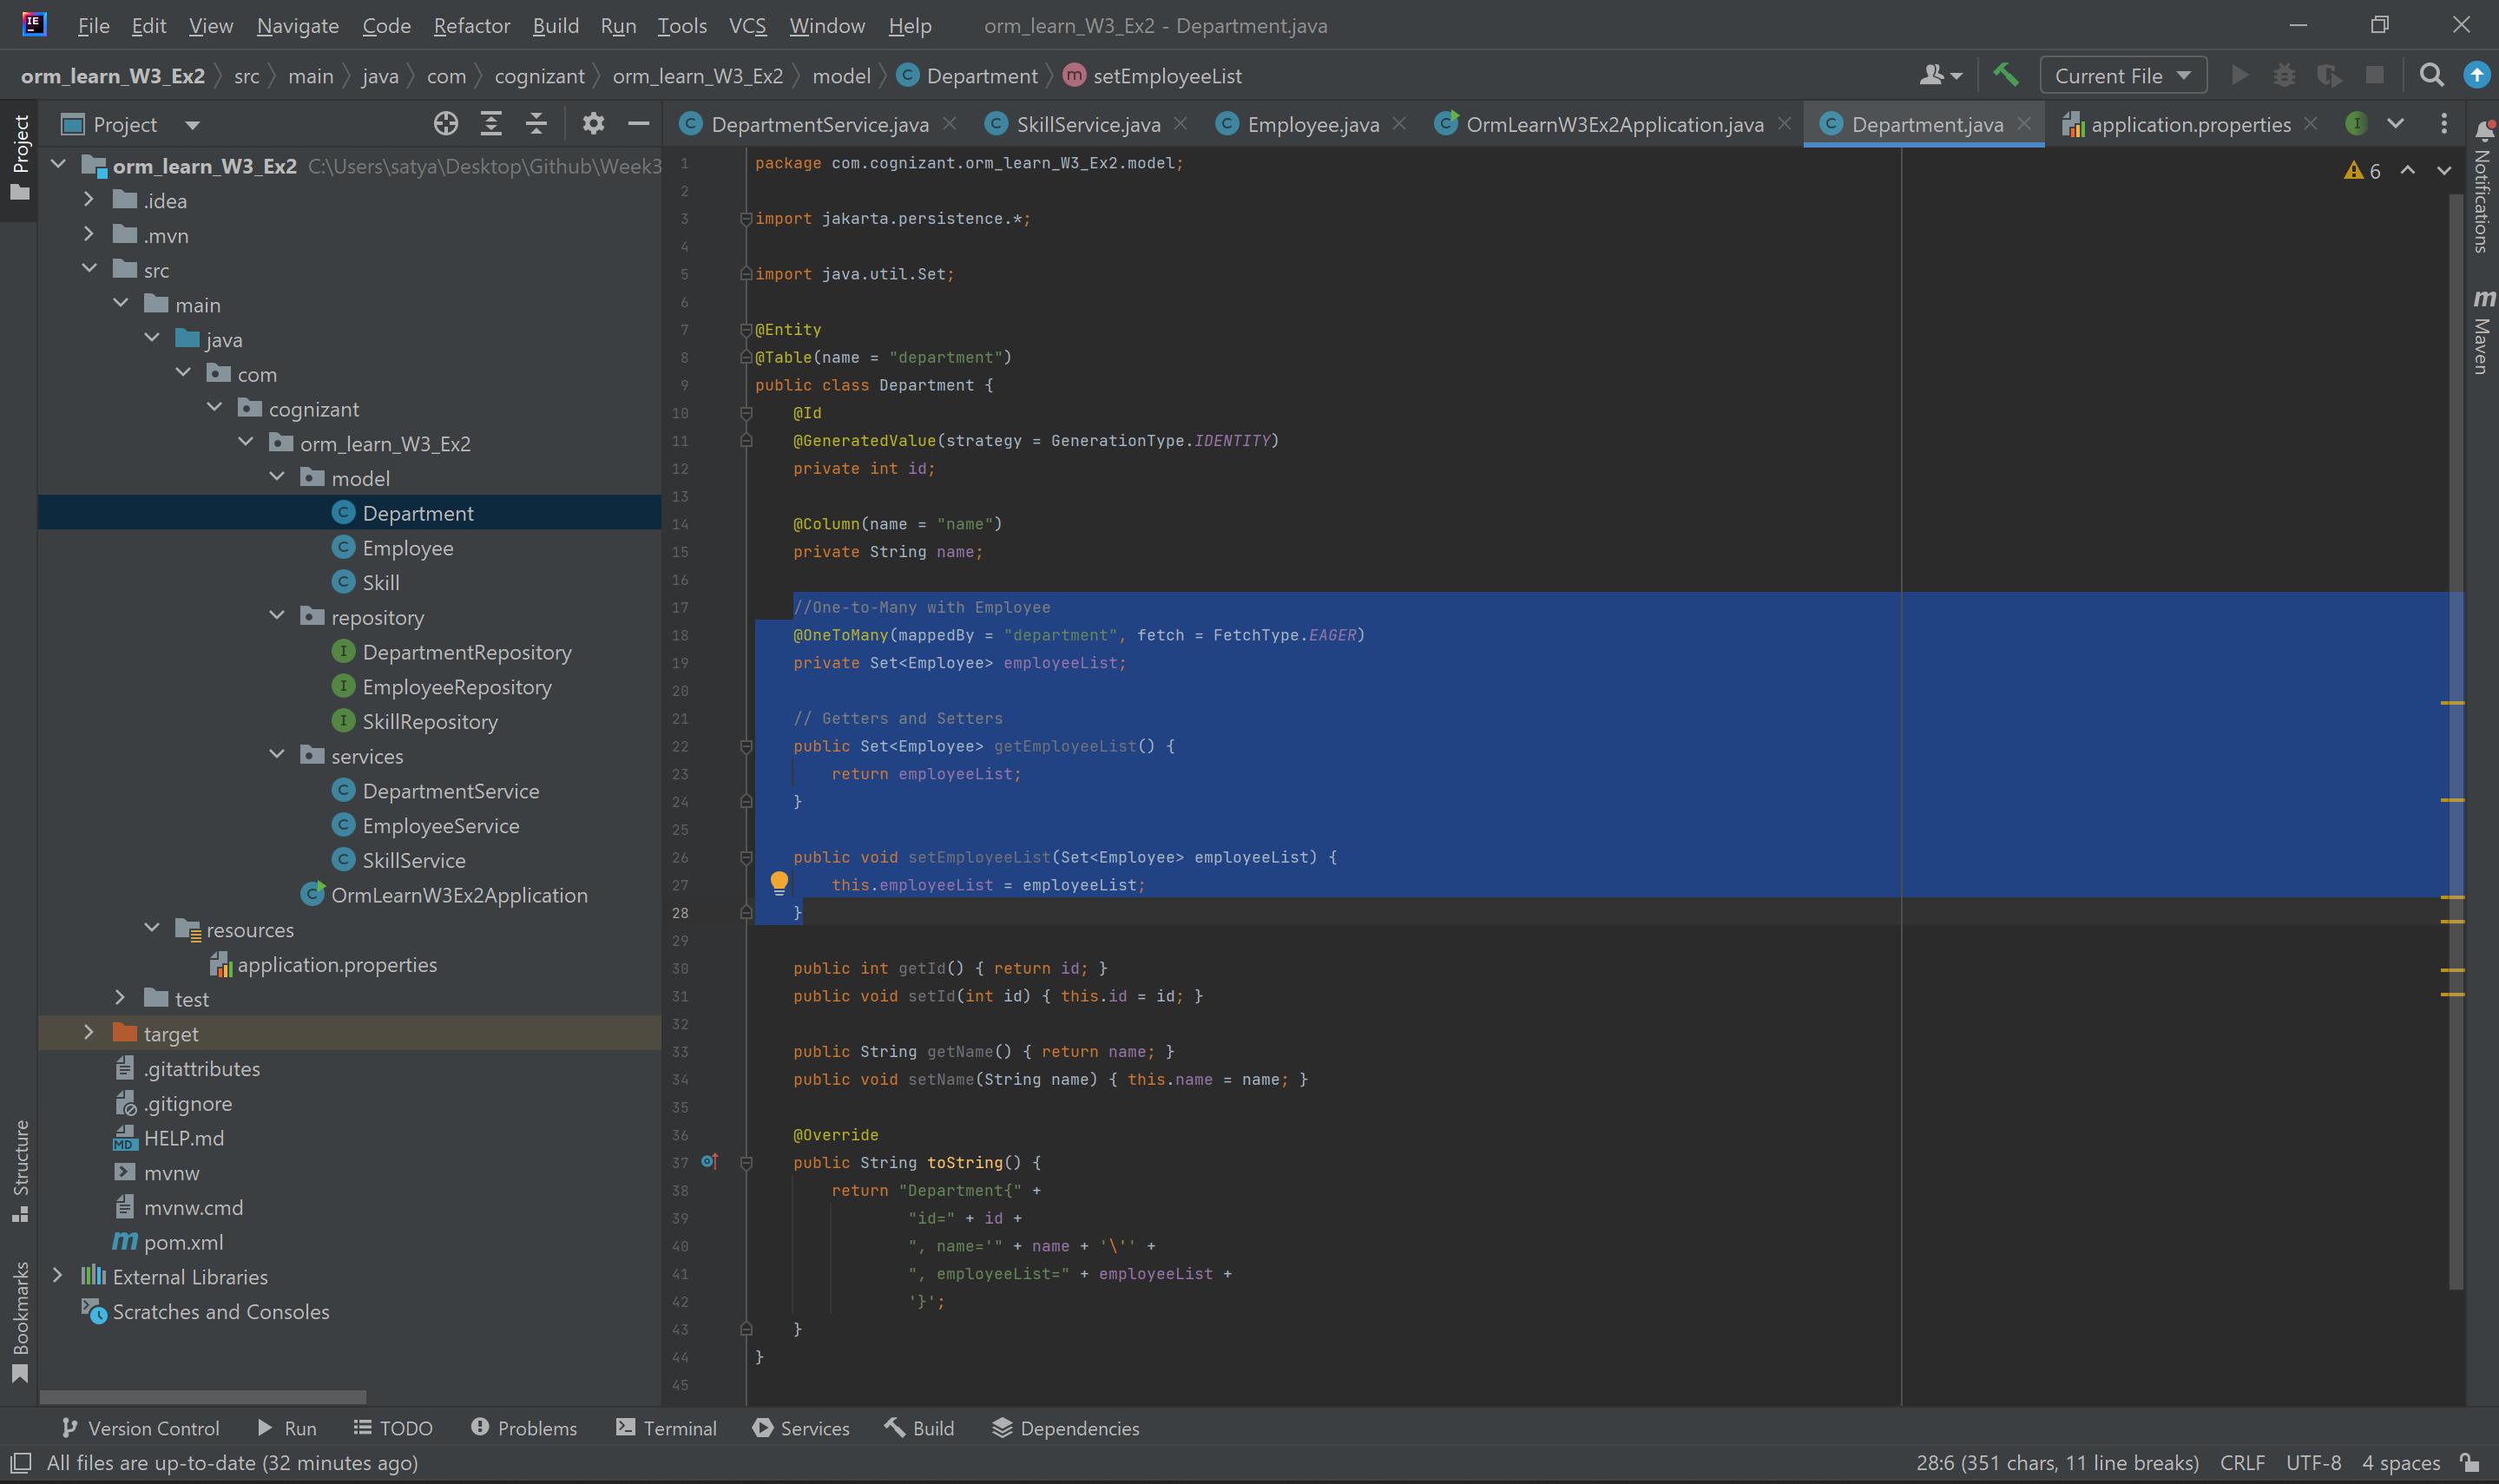 File Edit View Navigate Code Refactor Build Run Tools VCS Window Help orm_learn_W3_Ex2 - Department.java
orm_learn_W3_Ex2 src main java com cognizant orm_learn_W3_Ex2 model Department setEmployeeList Current File
Project
DepartmentService.java SkillService.java Employee.java OrmLearnW3Ex2Application.java Department.java application.properties
orm_learn_W3_Ex2 C:\Users\satya\Desktop\Github\Week3
.idea
.mvn
src
main
java
com
cognizant
orm_learn_W3_Ex2
model
Department
Employee
Skill
repository
DepartmentRepository
EmployeeRepository
SkillRepository
services
DepartmentService
EmployeeService
SkillService
OrmLearnW3Ex2Application
resources
application.properties
test
target
.gitattributes
.gitignore
HELP.md
mvnw
mvnw.cmd
pom.xml
External Libraries
Scratches and Consoles
Project
Structure
Bookmarks
1 package com.cognizant.orm_learn_W3_Ex2.model;
2
3 import jakarta.persistence.*;
4
5 import java.util.Set;
6
7 @Entity
8 @Table(name = "department")
9 public class Department {
10 @Id
11 @GeneratedValue(strategy = GenerationType.IDENTITY)
12 private int id;
13
14 @Column(name = "name")
15 private String name;
16
17 //One-to-Many with Employee
18 @OneToMany(mappedBy = "department", fetch = FetchType.EAGER)
19 private Set<Employee> employeeList;
20
21 // Getters and Setters
22 public Set<Employee> getEmployeeList() {
23 return employeeList;
24 }
25
26 public void setEmployeeList(Set<Employee> employeeList) {
27 this.employeeList = employeeList;
28 }
29
30 public int getId() { return id; }
31 public void setId(int id) { this.id = id; }
32
33 public String getName() { return name; }
34 public void setName(String name) { this.name = name; }
35
36 @Override
37 public String toString() {
38 return "Department{" +
39 "id=" + id +
40 ", name='" + name + '\'' +
41 ", employeeList=" + employeeList +
42 '}';
43 }
44 }
45
6
Notifications
Maven
Version Control Run TODO Problems Terminal Services Build Dependencies
All files are up-to-date (32 minutes ago) 28:6 (351 chars, 11 line breaks) CRLF UTF-8 4 spaces